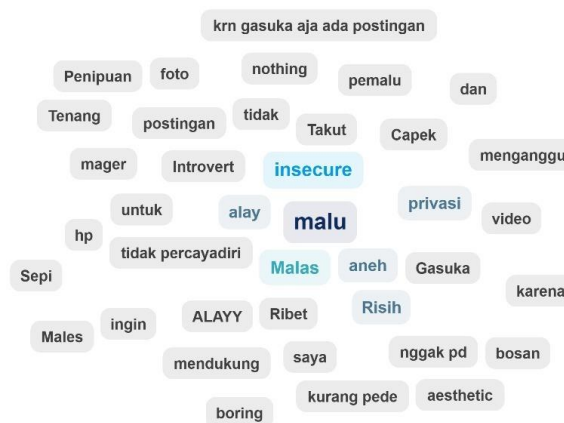 krn gasuka aja ada postingan
Penipuan
foto
nothing
pemalu
dan
Tenang
postingan
tidak
Takut
Capek
menganggu
mager
Introvert
insecure
untuk
alay
malu
privasi
video
hp
tidak percayadiri
Malas
aneh
Gasuka
Sepi
Risih
karena
Males
ingin
ALAYY
Ribet
mendukung
saya
nggak pd
bosan
kurang pede
aesthetic
boring